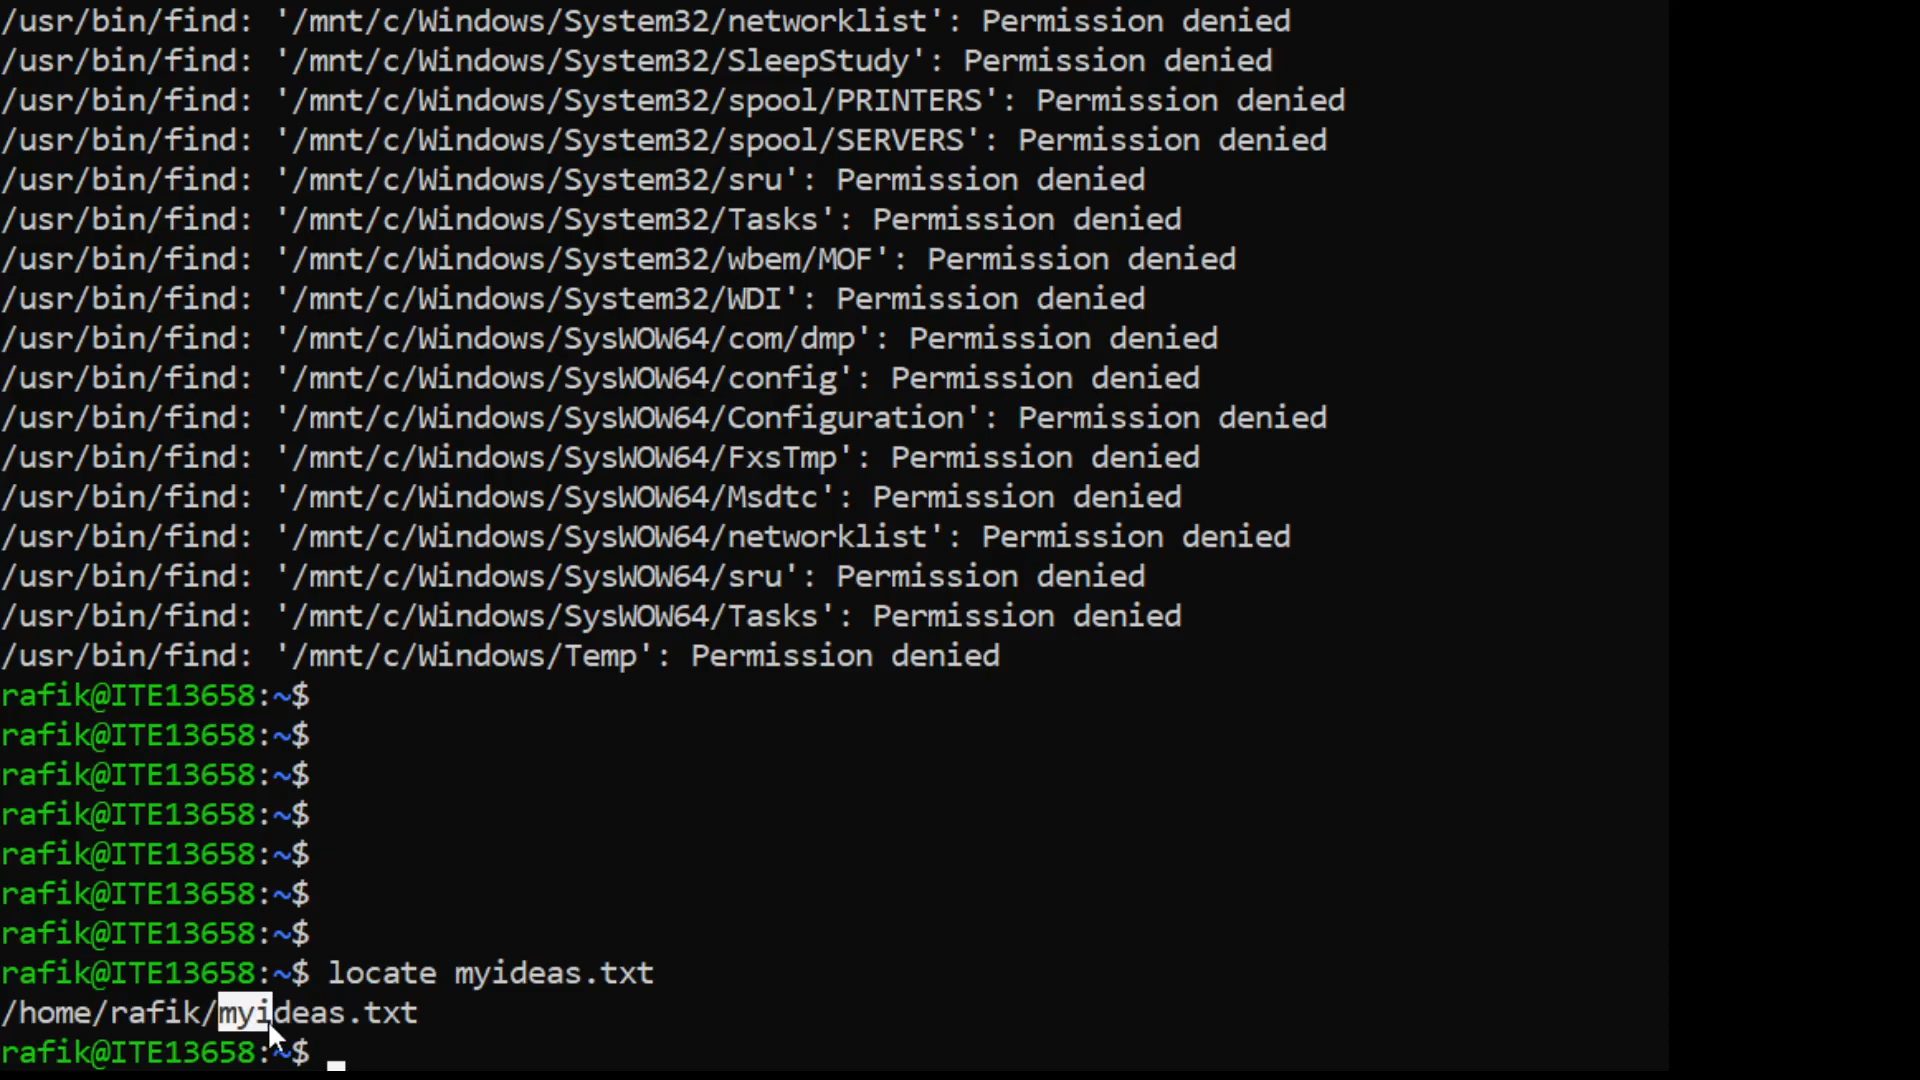 /usr/bin/find: '/mnt/c/Windows/System32/networklist': Permission denied
/usr/bin/find: '/mnt/c/Windows/System32/SleepStudy': Permission denied
/usr/bin/find: '/mnt/c/Windows/System32/spool/PRINTERS': Permission denied
/usr/bin/find: '/mnt/c/Windows/System32/spool/SERVERS': Permission denied
/usr/bin/find: '/mnt/c/Windows/System32/sru': Permission denied
/usr/bin/find: '/mnt/c/Windows/System32/Tasks': Permission denied
/usr/bin/find: '/mnt/c/Windows/System32/wbem/MOF': Permission denied
/usr/bin/find: '/mnt/c/Windows/System32/WDI': Permission denied
/usr/bin/find: '/mnt/c/Windows/SysWOW64/com/dmp': Permission denied
/usr/bin/find: '/mnt/c/Windows/SysWOW64/config': Permission denied
/usr/bin/find: '/mnt/c/Windows/SysWOW64/Configuration': Permission denied
/usr/bin/find: '/mnt/c/Windows/SysWOW64/FxsTmp': Permission denied
/usr/bin/find: '/mnt/c/Windows/SysWOW64/Msdtc': Permission denied
/usr/bin/find: '/mnt/c/Windows/SysWOW64/networklist': Permission denied
/usr/bin/find: '/mnt/c/Windows/SysWOW64/sru': Permission denied
/usr/bin/find: '/mnt/c/Windows/SysWOW64/Tasks': Permission denied
/usr/bin/find: '/mnt/c/Windows/Temp': Permission denied
rafik@ITE13658:~$
rafik@ITE13658:~$
rafik@ITE13658:~$
rafik@ITE13658:~$
rafik@ITE13658:~$
rafik@ITE13658:~$
rafik@ITE13658:~$
rafik@ITE13658:~$ locate myideas.txt
/home/rafik/myideas.txt
rafik@ITE13658:~$